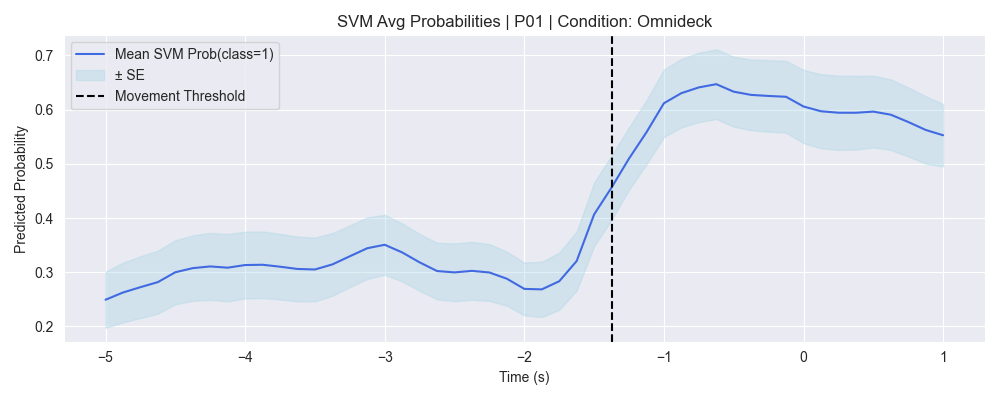 SVM Avg Probabilities | P01 | Condition: Omnideck
Mean SVM Prob(class=1)
± SE
Movement Threshold
Predicted Probability
0.7
0.6
0.5
0.4
0.3
0.2
−5 −4 −3 −2 −1 0 1
Time (s)